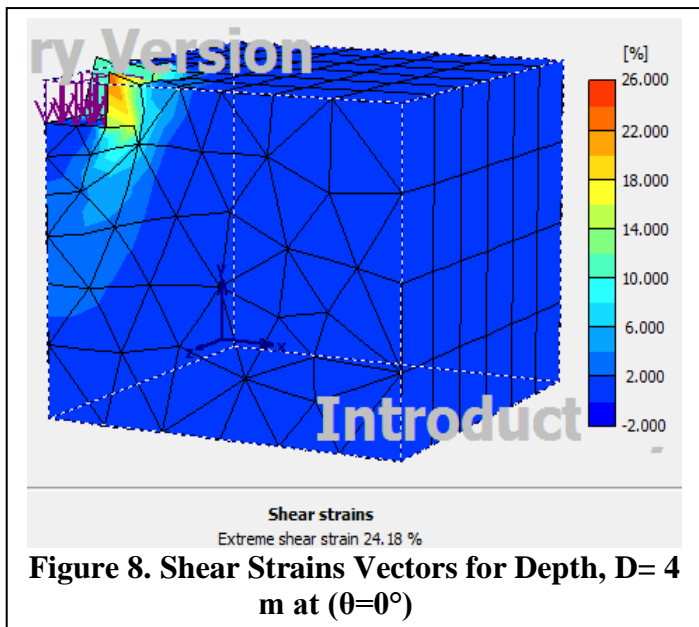 ry Version
[%]
26.000
22.000
18.000
14.000
10.000
6.000
2.000
-2.000
y
z
x
Introduct
Shear strains
Extreme shear strain 24.18 %
Figure 8. Shear Strains Vectors for Depth, D= 4
m at (θ=0°)